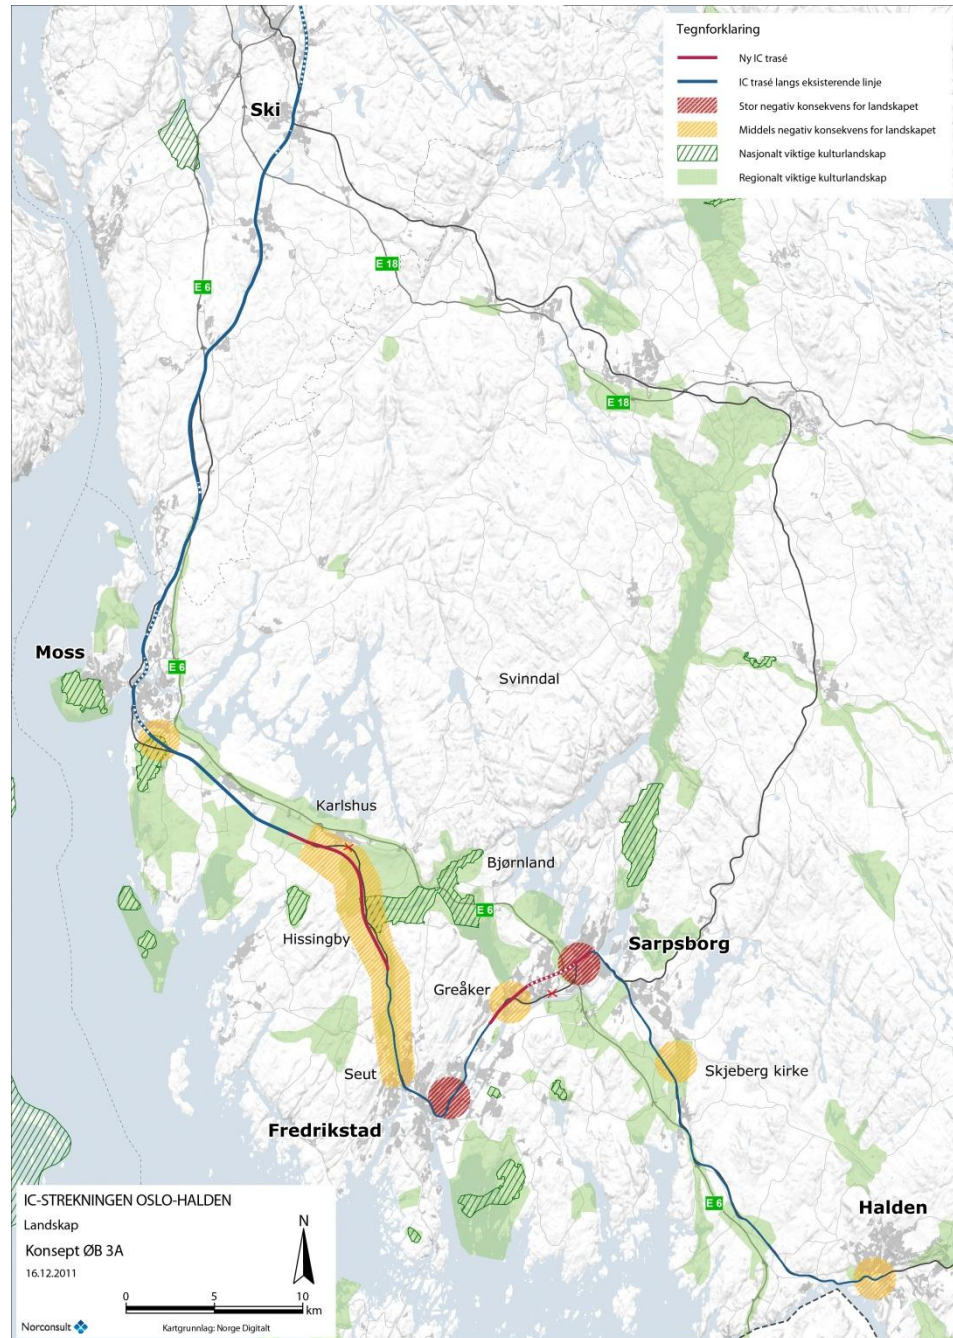 Tegnforklaring
Ny IC trasé
IC trasé langs eksisterende linje
Stor negativ konsekvens for landskapet
Middels negativ konsekvens for landskapet
Nasjonalt viktige kulturlandskap
Regionalt viktige kulturlandskap
Ski
E 18
E 6
E 18
Moss
E 6
Svinndal
Karlshus
Bjørnland
E 6
Hissingby
Sarpsborg
Greåker
Seut
Skjeberg kirke
Fredrikstad
E 6
Halden
IC-STREKNINGEN OSLO-HALDEN
Landskap
Konsept ØB 3A
16.12.2011
N
0 5 10
km
Norconsult
Kartgrunnlag: Norge Digitalt